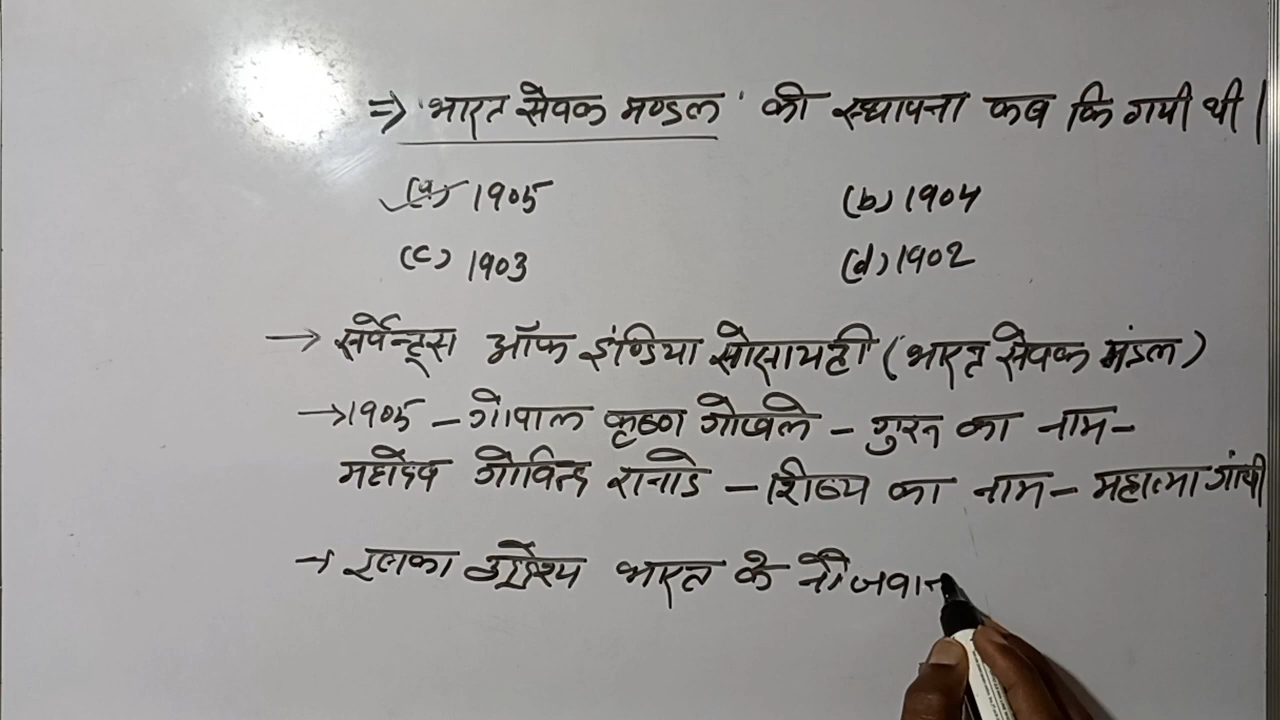 ⇒ 'भारत सेवक मण्डल' की स्थापना कब कि गयी थी |
(a) 1905 (b) 1904
(c) 1903 (d) 1902
→ सर्वेन्ट्स ऑफ इंण्डिया सोसायटी (भारत सेवक मंडल)
→ 1905 – गोपाल कृष्ण गोखले – गुरु का नाम –
महादेव गोविन्द रानाडे – शिष्य का नाम – महात्मा गांधी
→ इसका उद्देश्य भारत के नौजवान